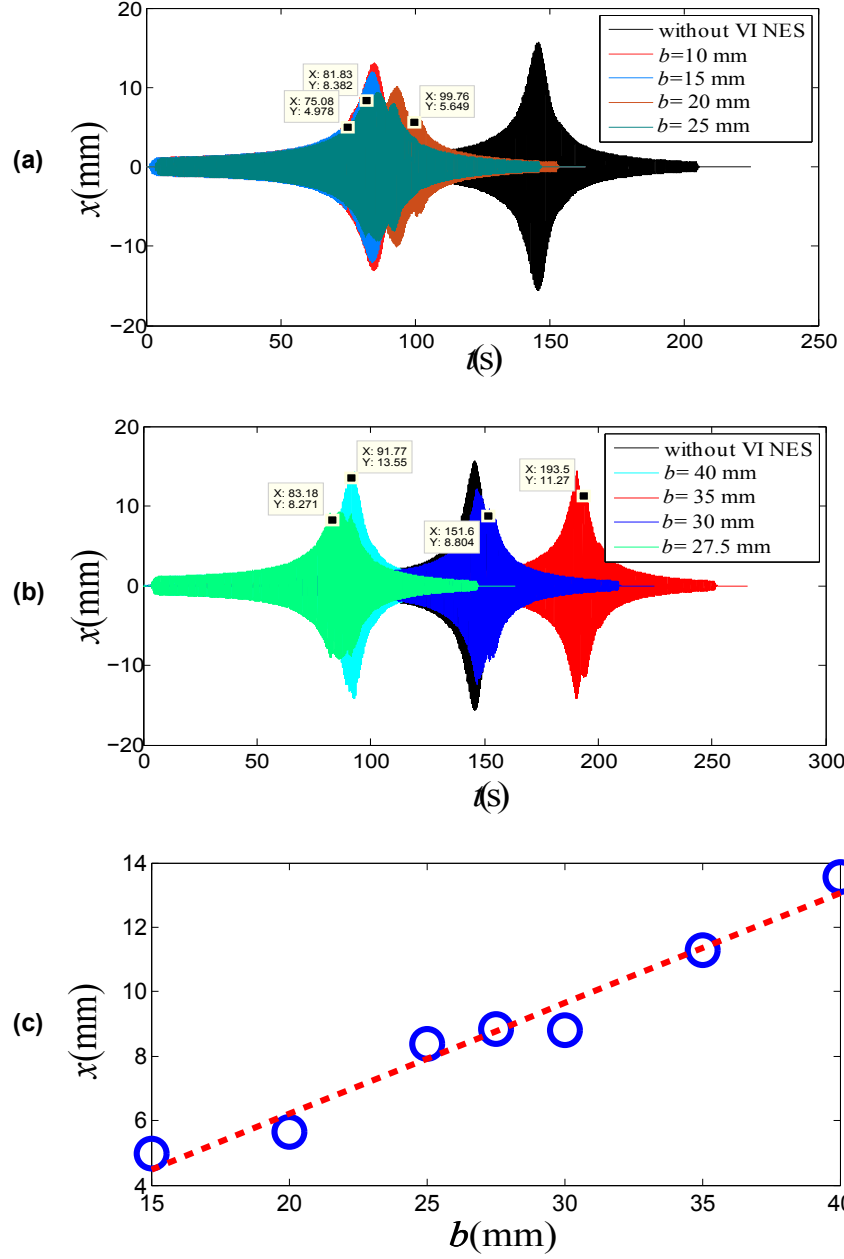 (a)
x(mm)
20
10
0
−10
−20
X: 81.83
Y: 8.382
X: 75.08
Y: 4.978
X: 99.76
Y: 5.649
without VI NES
b=10 mm
b=15 mm
b= 20 mm
b= 25 mm
0 50 100 150 200 250
t(s)
(b)
x(mm)
20
10
0
−10
−20
X: 91.77
Y: 13.55
X: 83.18
Y: 8.271
X: 193.5
Y: 11.27
X: 151.6
Y: 8.804
without VI NES
b= 40 mm
b= 35 mm
b= 30 mm
b= 27.5 mm
0 50 100 150 200 250 300
t(s)
(c)
x(mm)
14
12
10
8
6
4
15 20 25 30 35 40
b(mm)